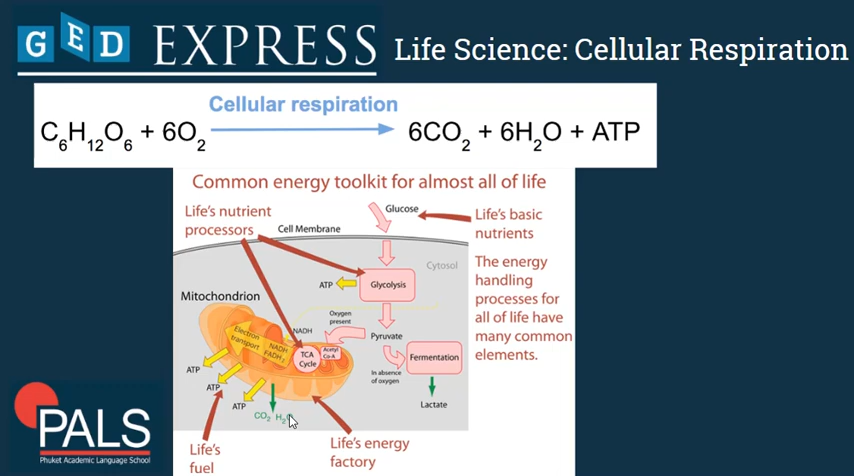 GED EXPRESS Life Science: Cellular Respiration
Cellular respiration
C₆H₁₂O₆ + 6O₂ → 6CO₂ + 6H₂O + ATP
Common energy toolkit for almost all of life
Life's nutrient
processors
Cell Membrane
Glucose
Life's basic
nutrients
Cytosol
The energy
handling
processes for
all of life have
many common
elements.
ATP
Glycolysis
Mitochondrion
Oxygen
present
NADH
Pyruvate
Electron
transport
NADH
FADH₂
TCA
Cycle
Acetyl
Co-A
In absence
of oxygen
Fermentation
Lactate
ATP
ATP
ATP
CO₂ H₂
Life's
fuel
Life's energy
factory
PALS
Phuket Academic Language School